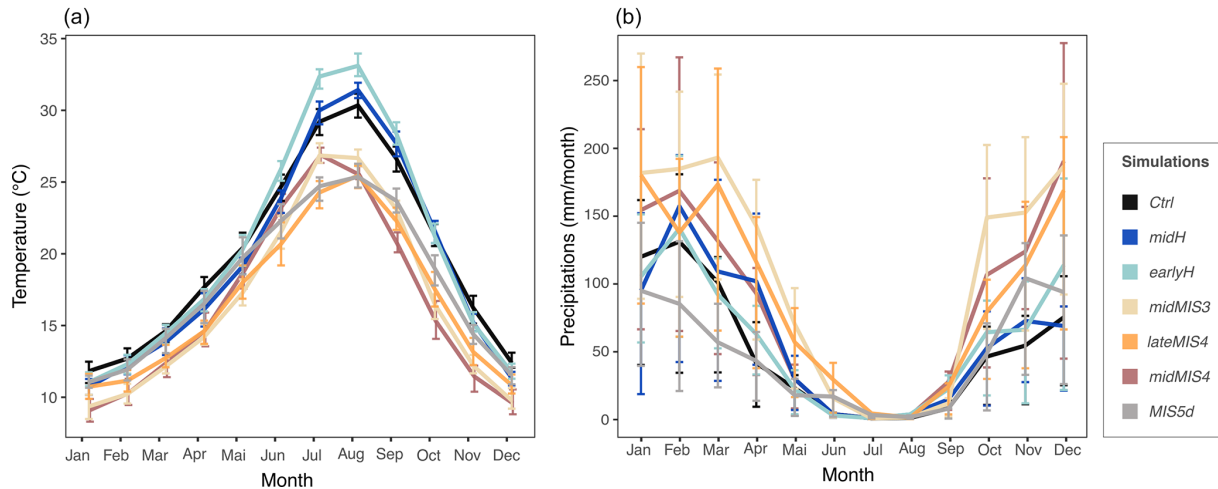 (a)
(b)
35
30
25
20
15
10
Temperature (°C)
Jan Feb Mar Apr Mai Jun Jul Aug Sep Oct Nov Dec
Month
250
200
150
100
50
0
Precipitations (mm/month)
Jan Feb Mar Apr Mai Jun Jul Aug Sep Oct Nov Dec
Month
Simulations
Ctrl
midH
earlyH
midMIS3
lateMIS4
midMIS4
MIS5d